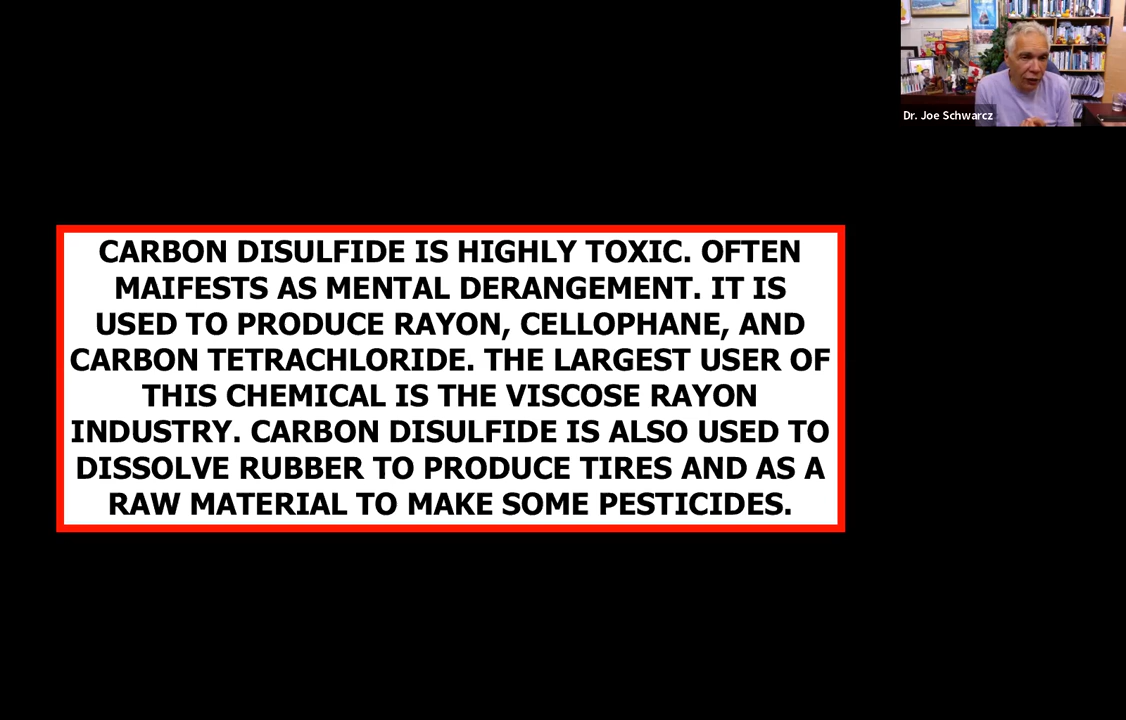 Dr. Joe Schwarcz
CARBON DISULFIDE IS HIGHLY TOXIC. OFTEN
MAIFESTS AS MENTAL DERANGEMENT. IT IS
USED TO PRODUCE RAYON, CELLOPHANE, AND
CARBON TETRACHLORIDE. THE LARGEST USER OF
THIS CHEMICAL IS THE VISCOSE RAYON
INDUSTRY. CARBON DISULFIDE IS ALSO USED TO
DISSOLVE RUBBER TO PRODUCE TIRES AND AS A
RAW MATERIAL TO MAKE SOME PESTICIDES.